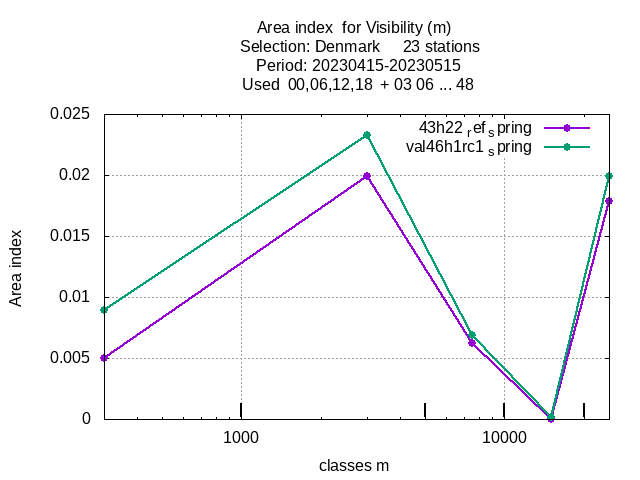 Area index  for Visibility (m)
Selection: Denmark     23 stations
Period: 20230415-20230515
Used  00,06,12,18  + 03 06 ... 48
0.025
43h22 ref spring
val46h1rc1 spring
0.02
0.015
Area index
0.01
0.005
0
1000
10000
classes m